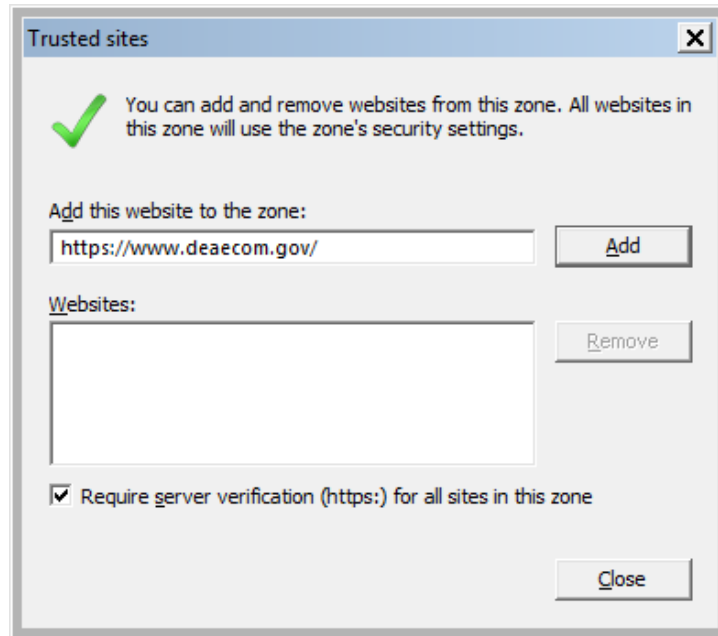 Trusted sites
You can add and remove websites from this zone. All websites in
this zone will use the zone's security settings.
Add this website to the zone:
https://www.deaecom.gov/
Add
Websites:
Remove
Require server verification (https:) for all sites in this zone
Close